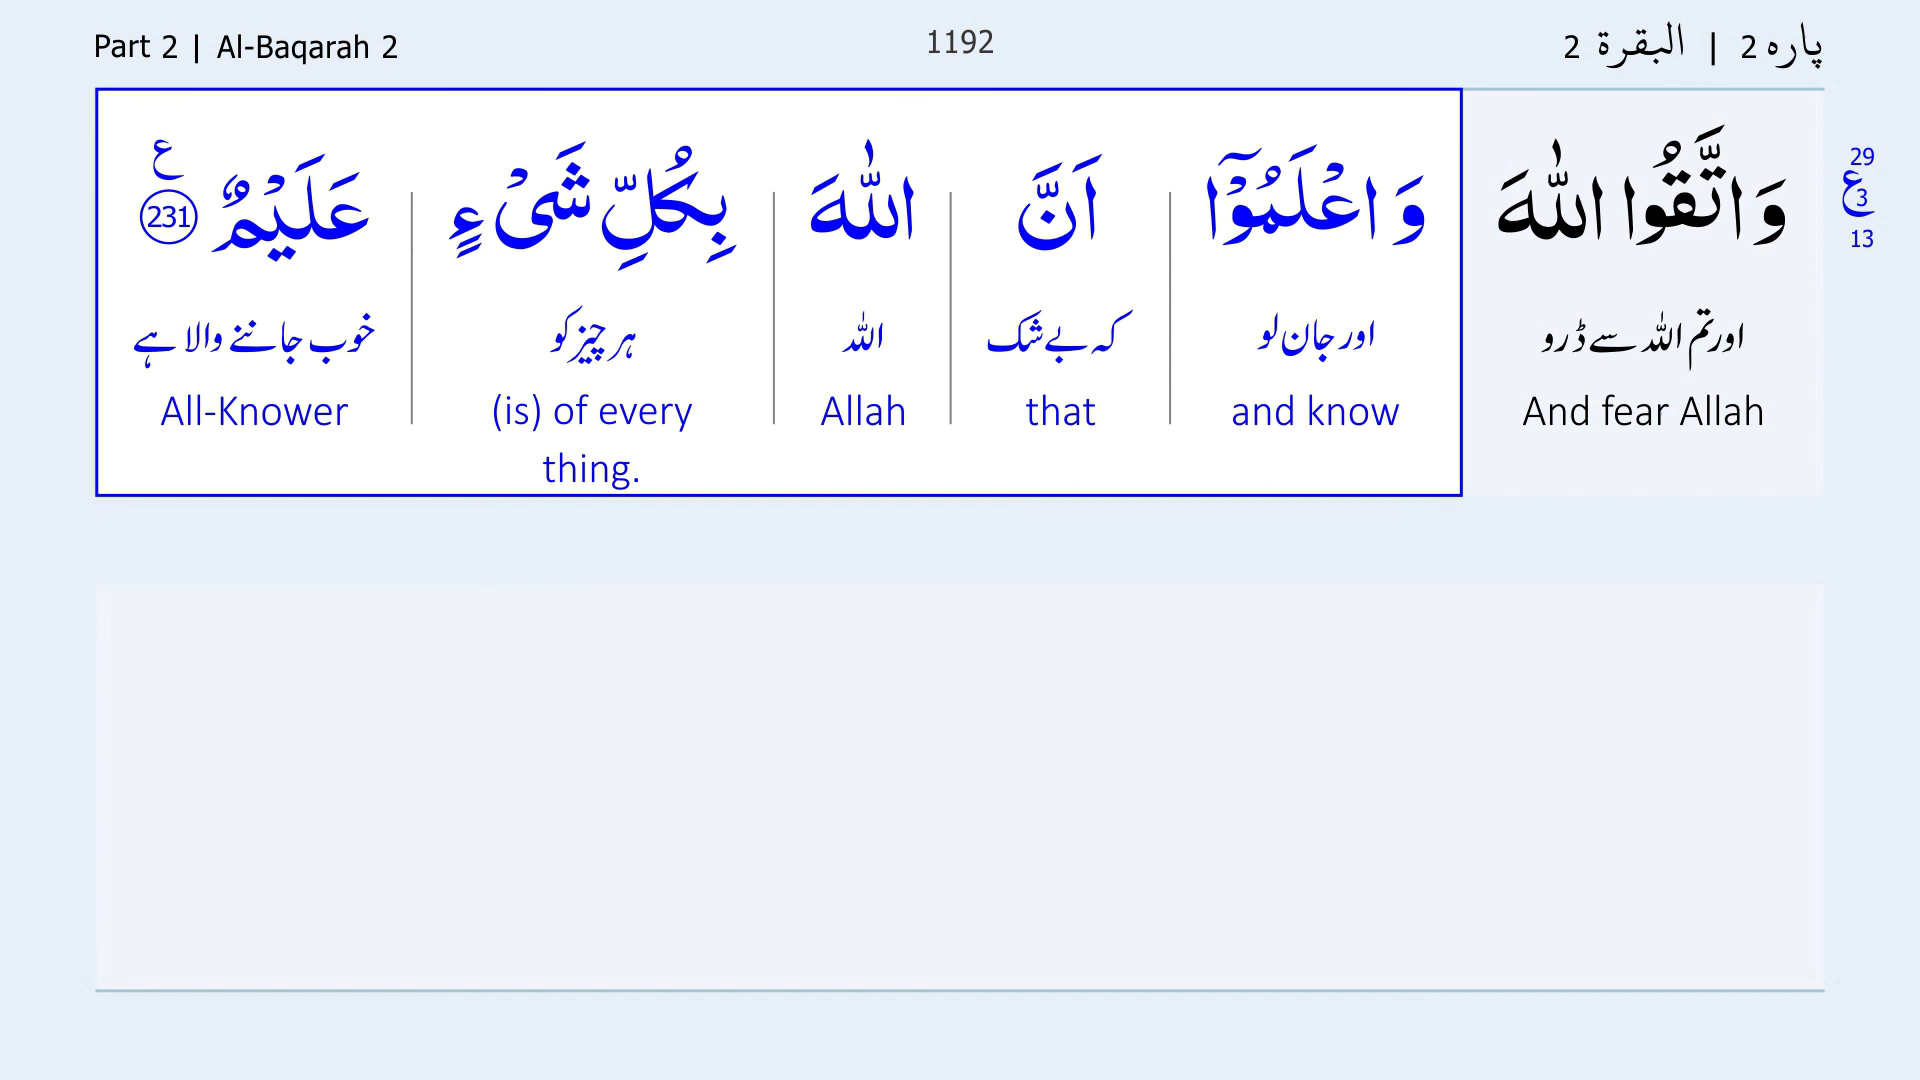 Part 2 | Al-Baqarah 2
1192
پارہ 2 | البقرة 2
وَاتَّقُوا اللّٰهَ وَاعْلَمُوْۤا اَنَّ اللّٰهَ بِكُلِّ شَیْءٍ عَلَیْمٌ ۧ 231
29
ع
3
13
اور تم اللہ سے ڈرو اور جان لو کہ بے شک اللہ ہر چیز کو خوب جاننے والا ہے
And fear Allah and know that Allah (is) of every All-Knower
thing.